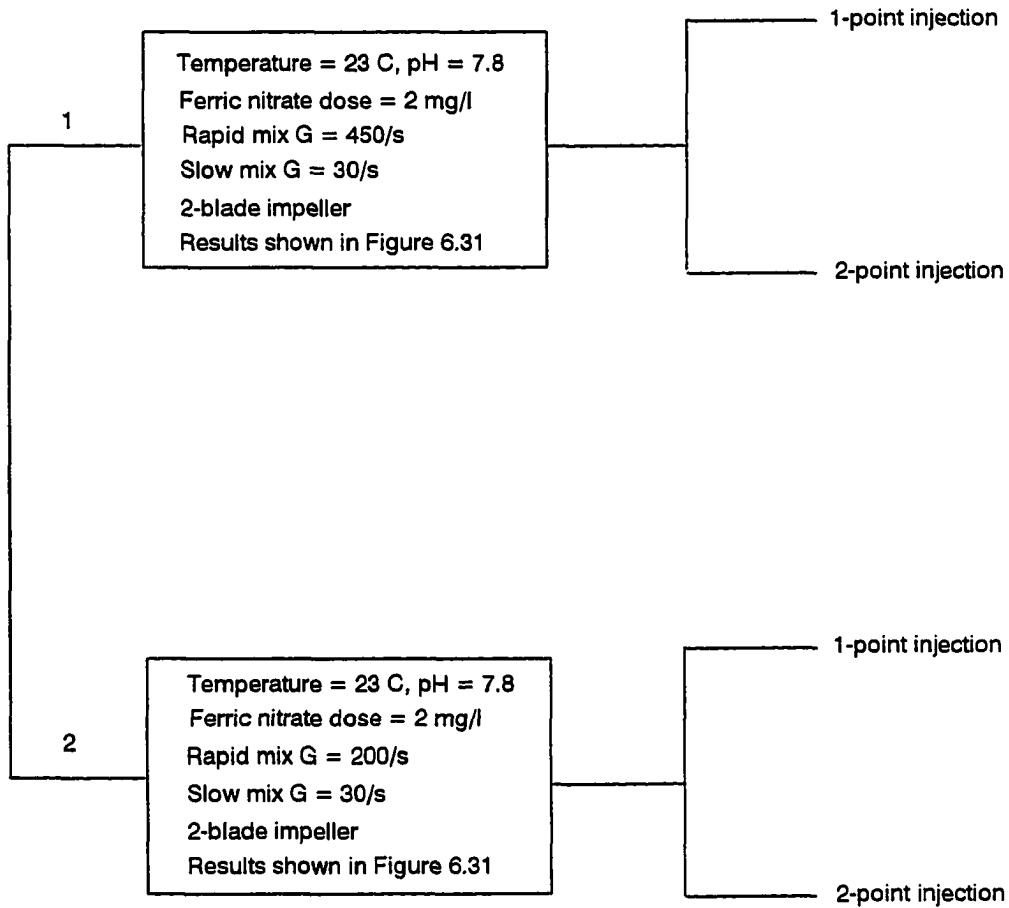 1-point injection
Temperature = 23 C, pH = 7.8
Ferric nitrate dose = 2 mg/l
1
Rapid mix G = 450/s
Slow mix G = 30/s
2-blade impeller
Results shown in Figure 6.31
2-point injection
1-point injection
Temperature = 23 C, pH = 7.8
Ferric nitrate dose = 2 mg/l
2
Rapid mix G = 200/s
Slow mix G = 30/s
2-blade impeller
Results shown in Figure 6.31
2-point injection